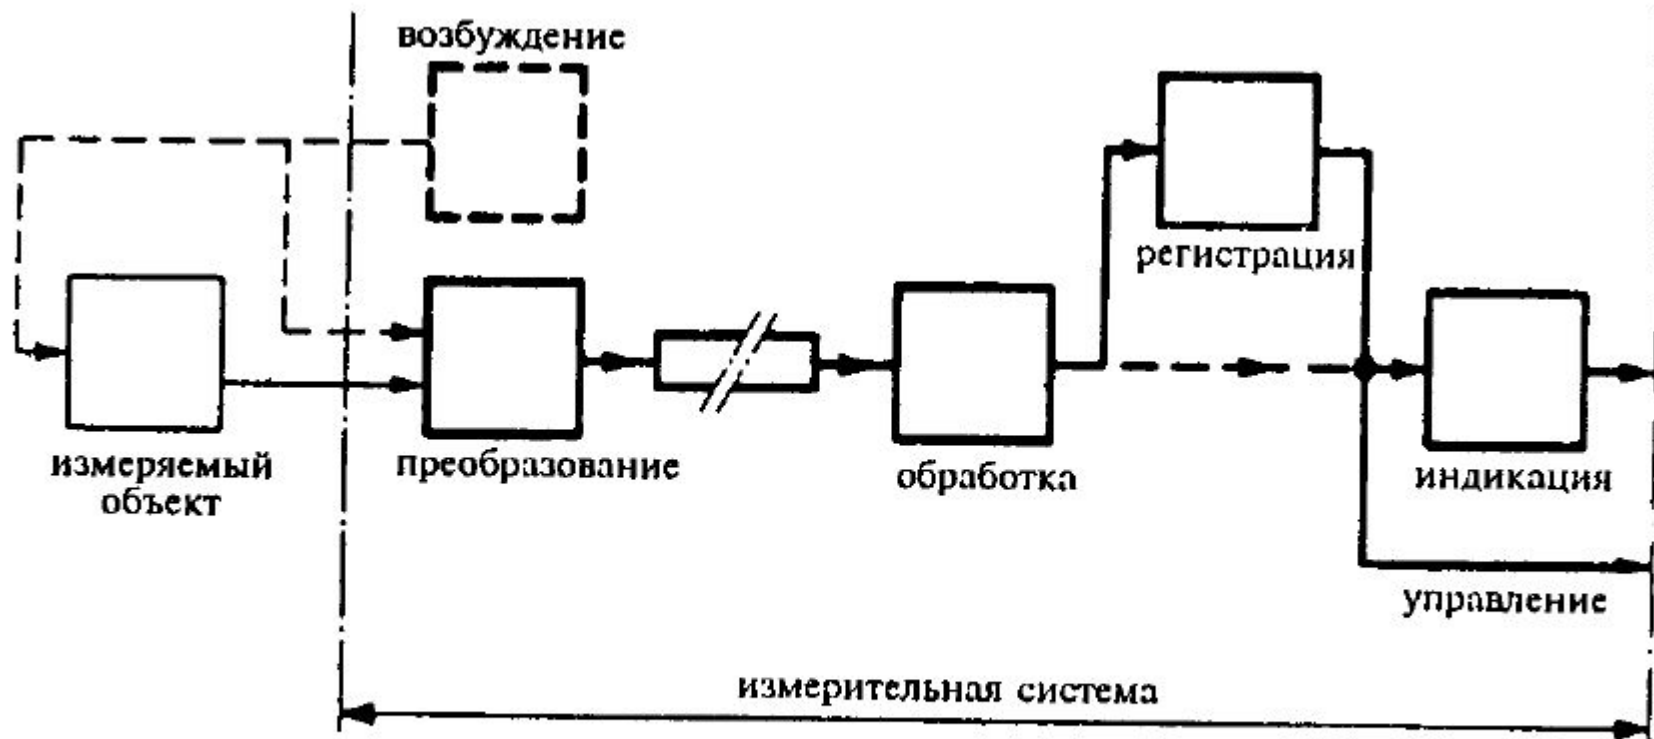 возбуждение
регистрация
измеряемый
объект
преобразование
обработка
индикация
управление
измерительная система